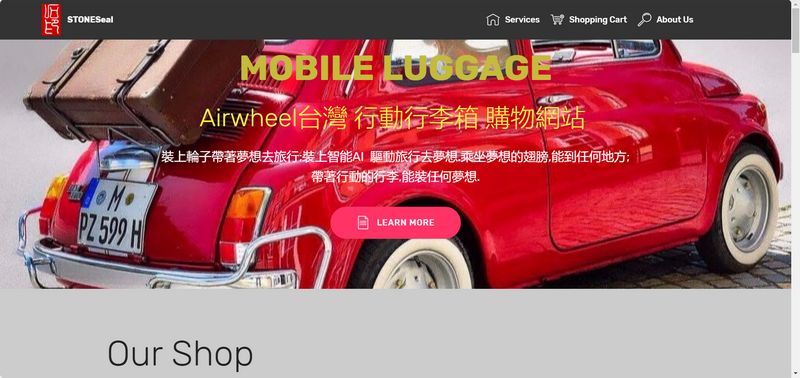 STONESeal
Services
Shopping Cart
About Us
MOBILE LUGGAGE
Airwheel台灣 行動行李箱 購物網站
裝上輪子帶著夢想去旅行;裝上智能AI 驅動旅行去夢想.乘坐夢想的翅膀,能到任何地方;
帶著行動的行李,能裝任何夢想.
M
PZ 599 H
LEARN MORE
Our Shop